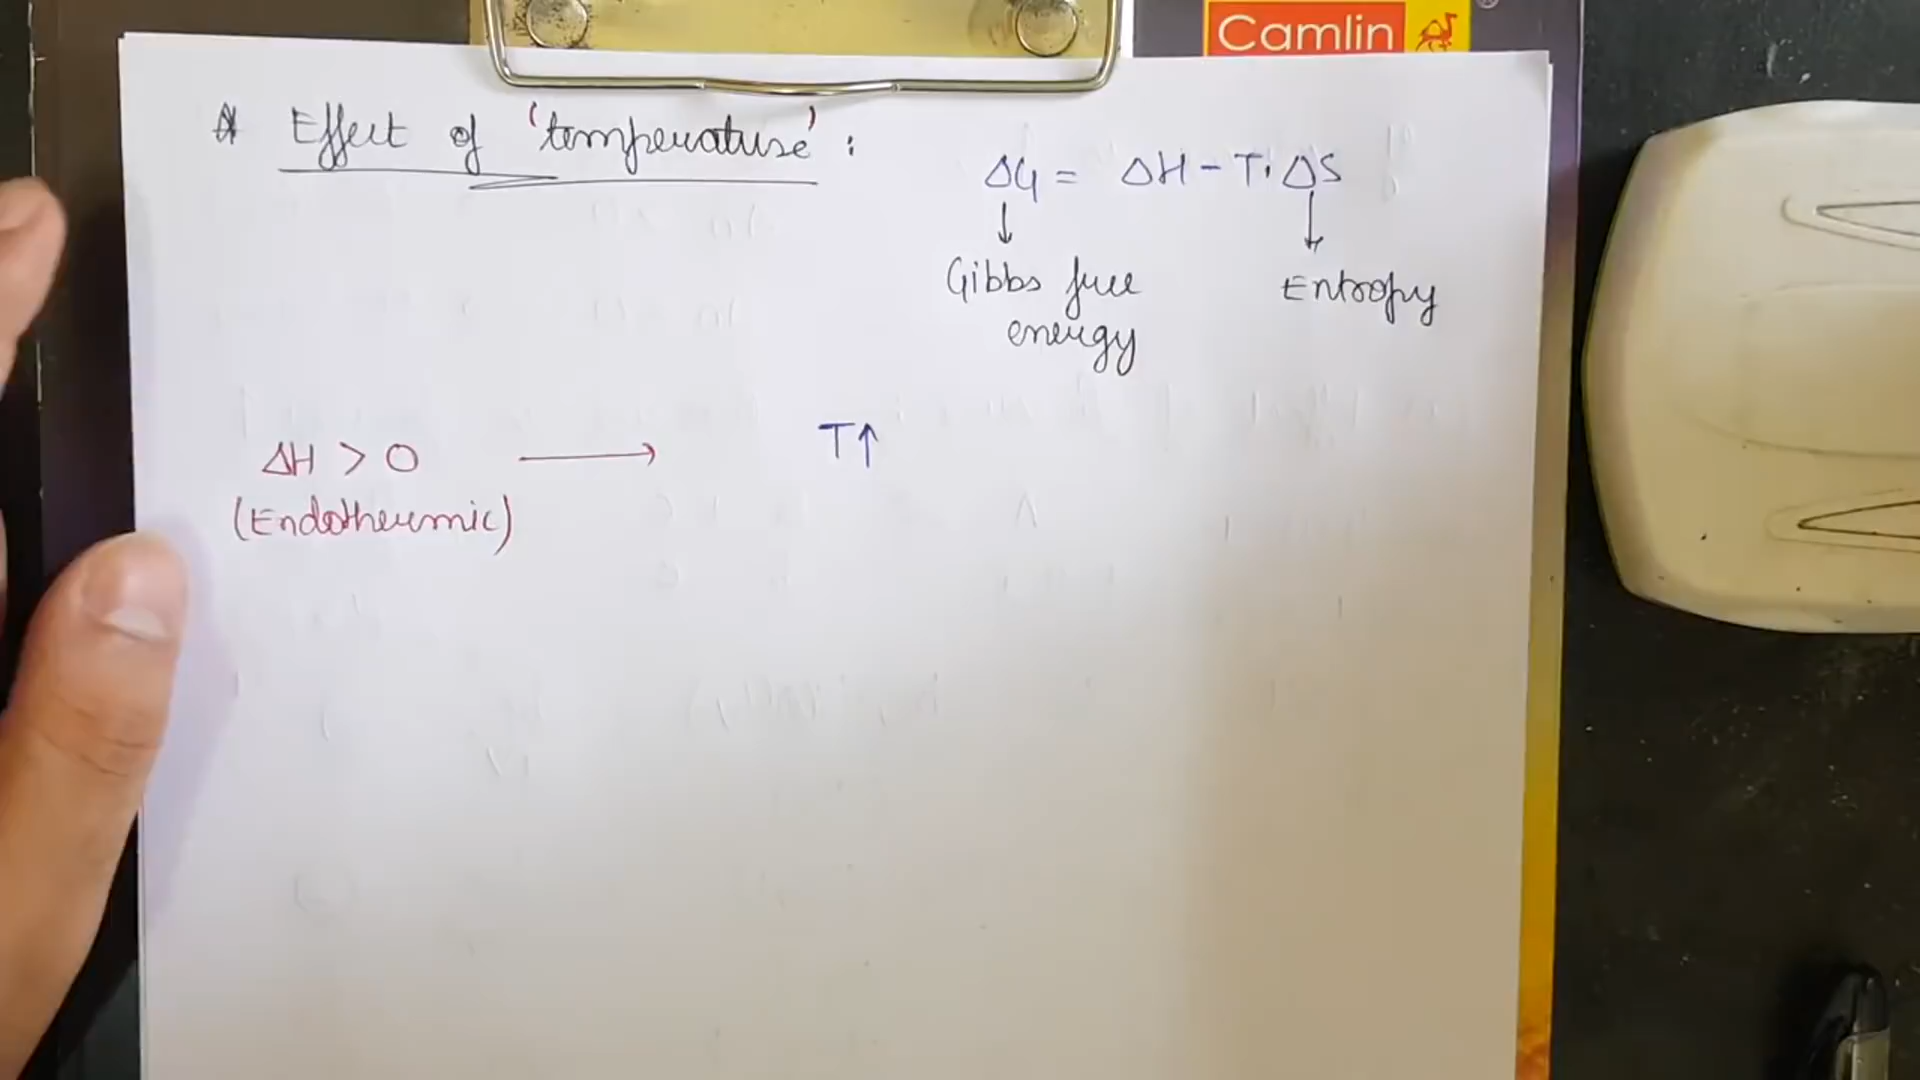 Camlin
Effect of 'temperature' :
ΔG = ΔH - T. ΔS
↓ ↓
Gibbs free Entropy
energy
ΔH > 0 ⟶ T↑
(Endothermic)